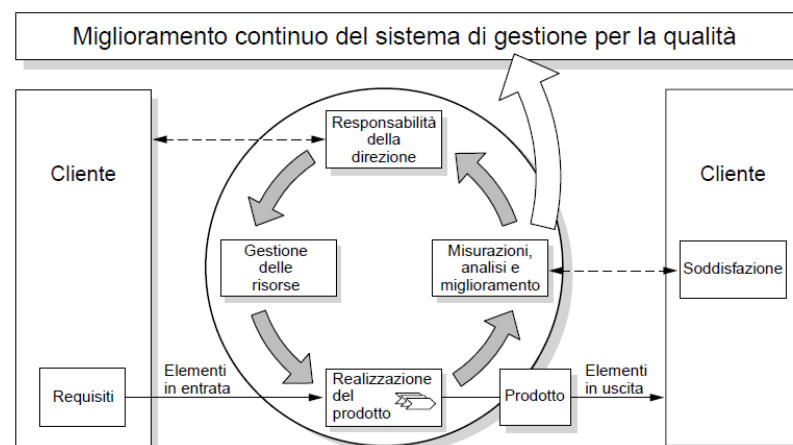 Miglioramento continuo del sistema di gestione per la qualità
Responsabilità
della
direzione
Cliente
Cliente
Gestione
delle
risorse
Misurazioni,
analisi e
miglioramento
Soddisfazione
Requisiti
Elementi
in entrata
Realizzazione
del
prodotto
Prodotto
Elementi
in uscita